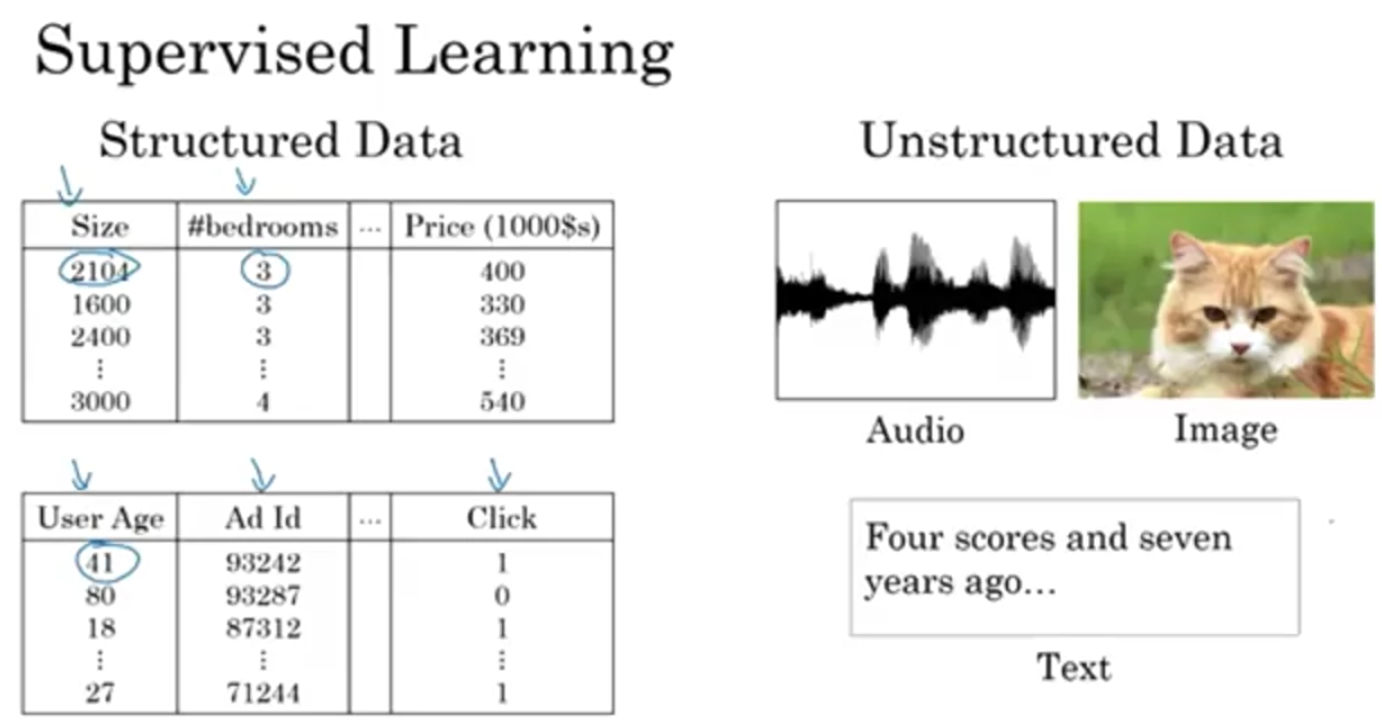 Supervised Learning
Structured Data
Size #bedrooms ... Price (1000$s)
2104 3 400
1600 3 330
2400 3 369
⋮ ⋮ ⋮
3000 4 540
User Age Ad Id ... Click
41 93242 1
80 93287 0
18 87312 1
⋮ ⋮ ⋮
27 71244 1
Unstructured Data
Audio Image
Four scores and seven
years ago...
Text